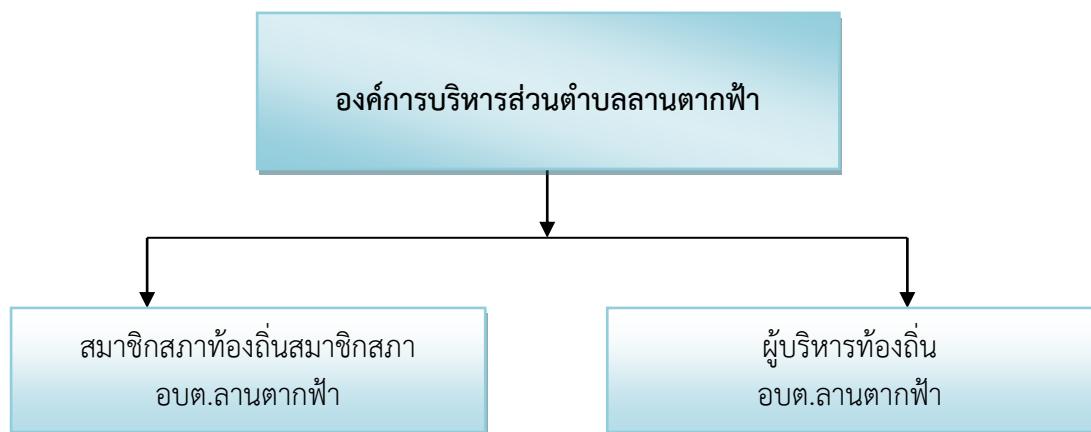 องค์การบริหารส่วนตำบลลานตากฟ้า
สมาชิกสภาท้องถิ่นสมาชิกสภา
อบต.ลานตากฟ้า
ผู้บริหารท้องถิ่น
อบต.ลานตากฟ้า